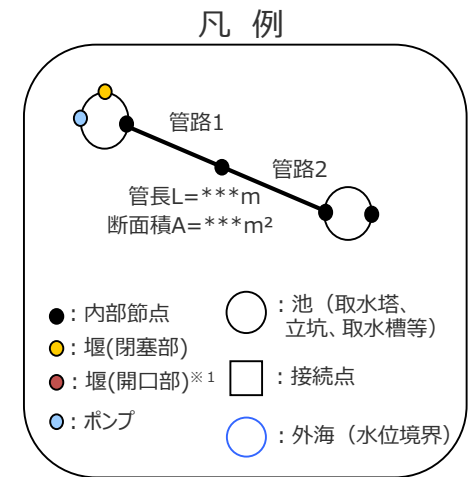 凡 例
管路1
管路2
管長L=***m
断面積A=***m²
●：内部節点
●：堰(閉塞部)
●：堰(開口部)※1
●：ポンプ
○：池（取水塔、
立坑、取水槽等）
□：接続点
○：外海（水位境界）